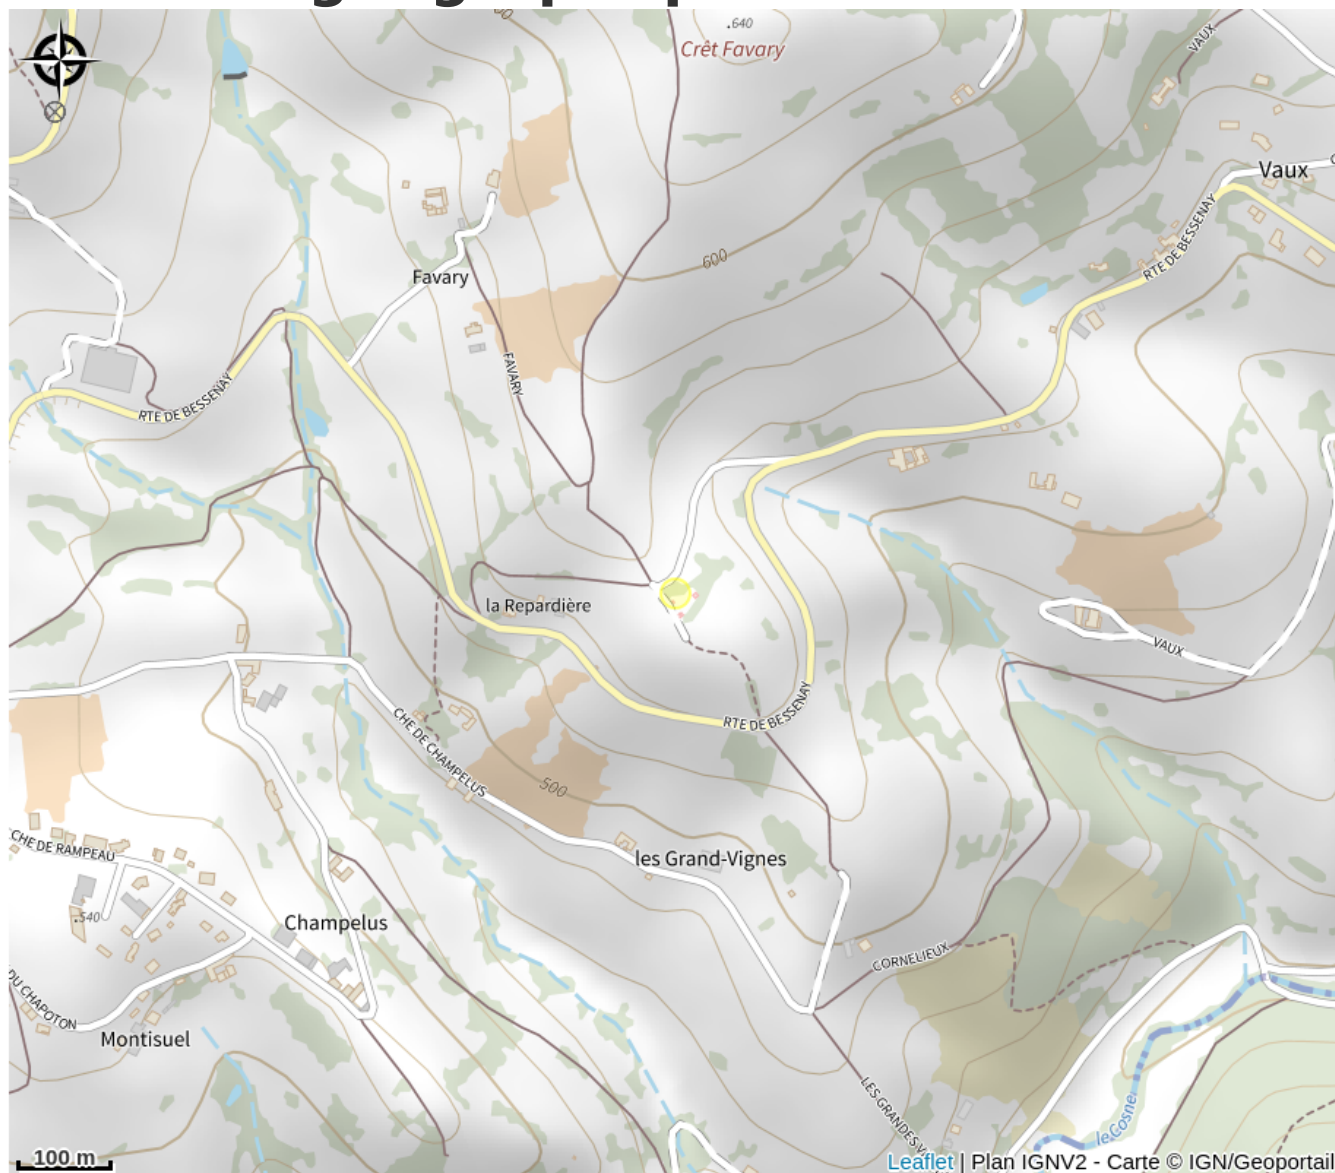 .640
Crêt Favary
VAUX
Vaux
600
RTE DE BESSENAY
Favary
FAVARY
RTE DE BESSENAY
la Repardière
VAUX
RTE DE BESSENAY
CHE DE CHAMPELUS
500
CHE DE RAMPEAU
les Grand-Vignes
.540
Champelus
CORNELIEUX
DU CHAPOTON
Montisuel
LES GRANDES V
le Cosne
100 m
Leaflet | Plan IGNV2 - Carte © IGN/Geoportail